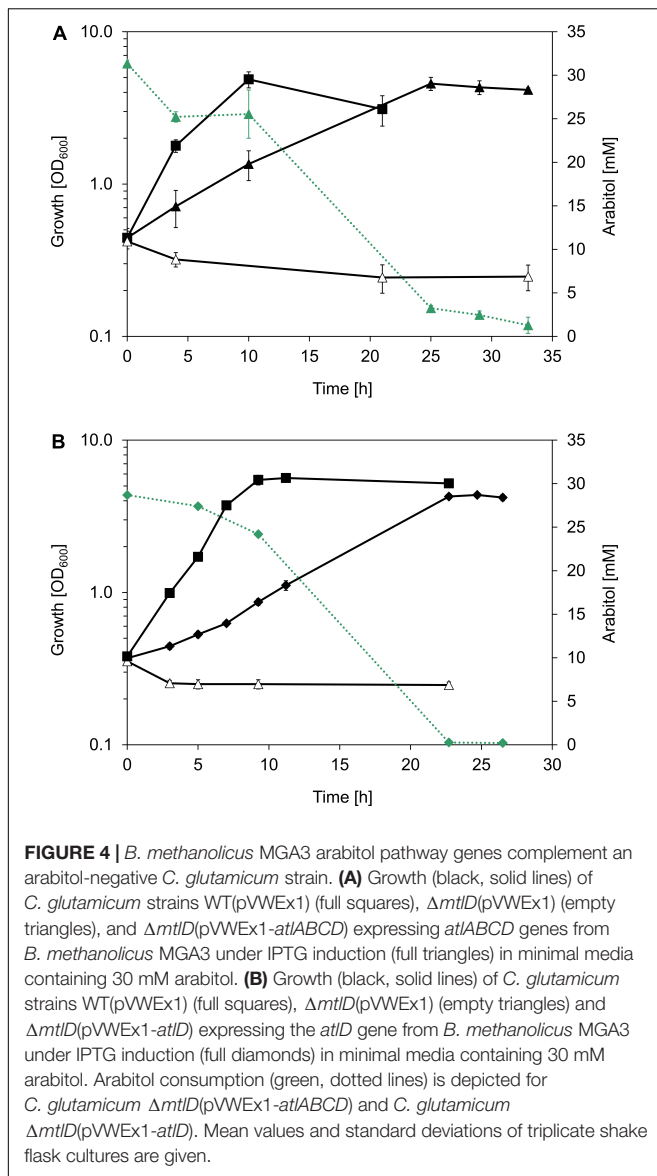 A
10.0
1.0
0.1
Growth [OD600]
35
30
25
20
15
10
5
0
Arabitol [mM]
0 5 10 15 20 25 30 35
Time [h]
B
10.0
1.0
0.1
Growth [OD600]
35
30
25
20
15
10
5
0
Arabitol [mM]
0 5 10 15 20 25 30
Time [h]
FIGURE 4 | B. methanolicus MGA3 arabitol pathway genes complement an
arabitol-negative C. glutamicum strain. (A) Growth (black, solid lines) of
C. glutamicum strains WT(pVWEx1) (full squares), ΔmtlD(pVWEx1) (empty
triangles), and ΔmtlD(pVWEx1-atlABCD) expressing atlABCD genes from
B. methanolicus MGA3 under IPTG induction (full triangles) in minimal media
containing 30 mM arabitol. (B) Growth (black, solid lines) of C. glutamicum
strains WT(pVWEx1) (full squares), ΔmtlD(pVWEx1) (empty triangles) and
ΔmtlD(pVWEx1-atlD) expressing the atlD gene from B. methanolicus MGA3
under IPTG induction (full diamonds) in minimal media containing 30 mM
arabitol. Arabitol consumption (green, dotted lines) is depicted for
C. glutamicum ΔmtlD(pVWEx1-atlABCD) and C. glutamicum
ΔmtlD(pVWEx1-atlD). Mean values and standard deviations of triplicate shake
flask cultures are given.